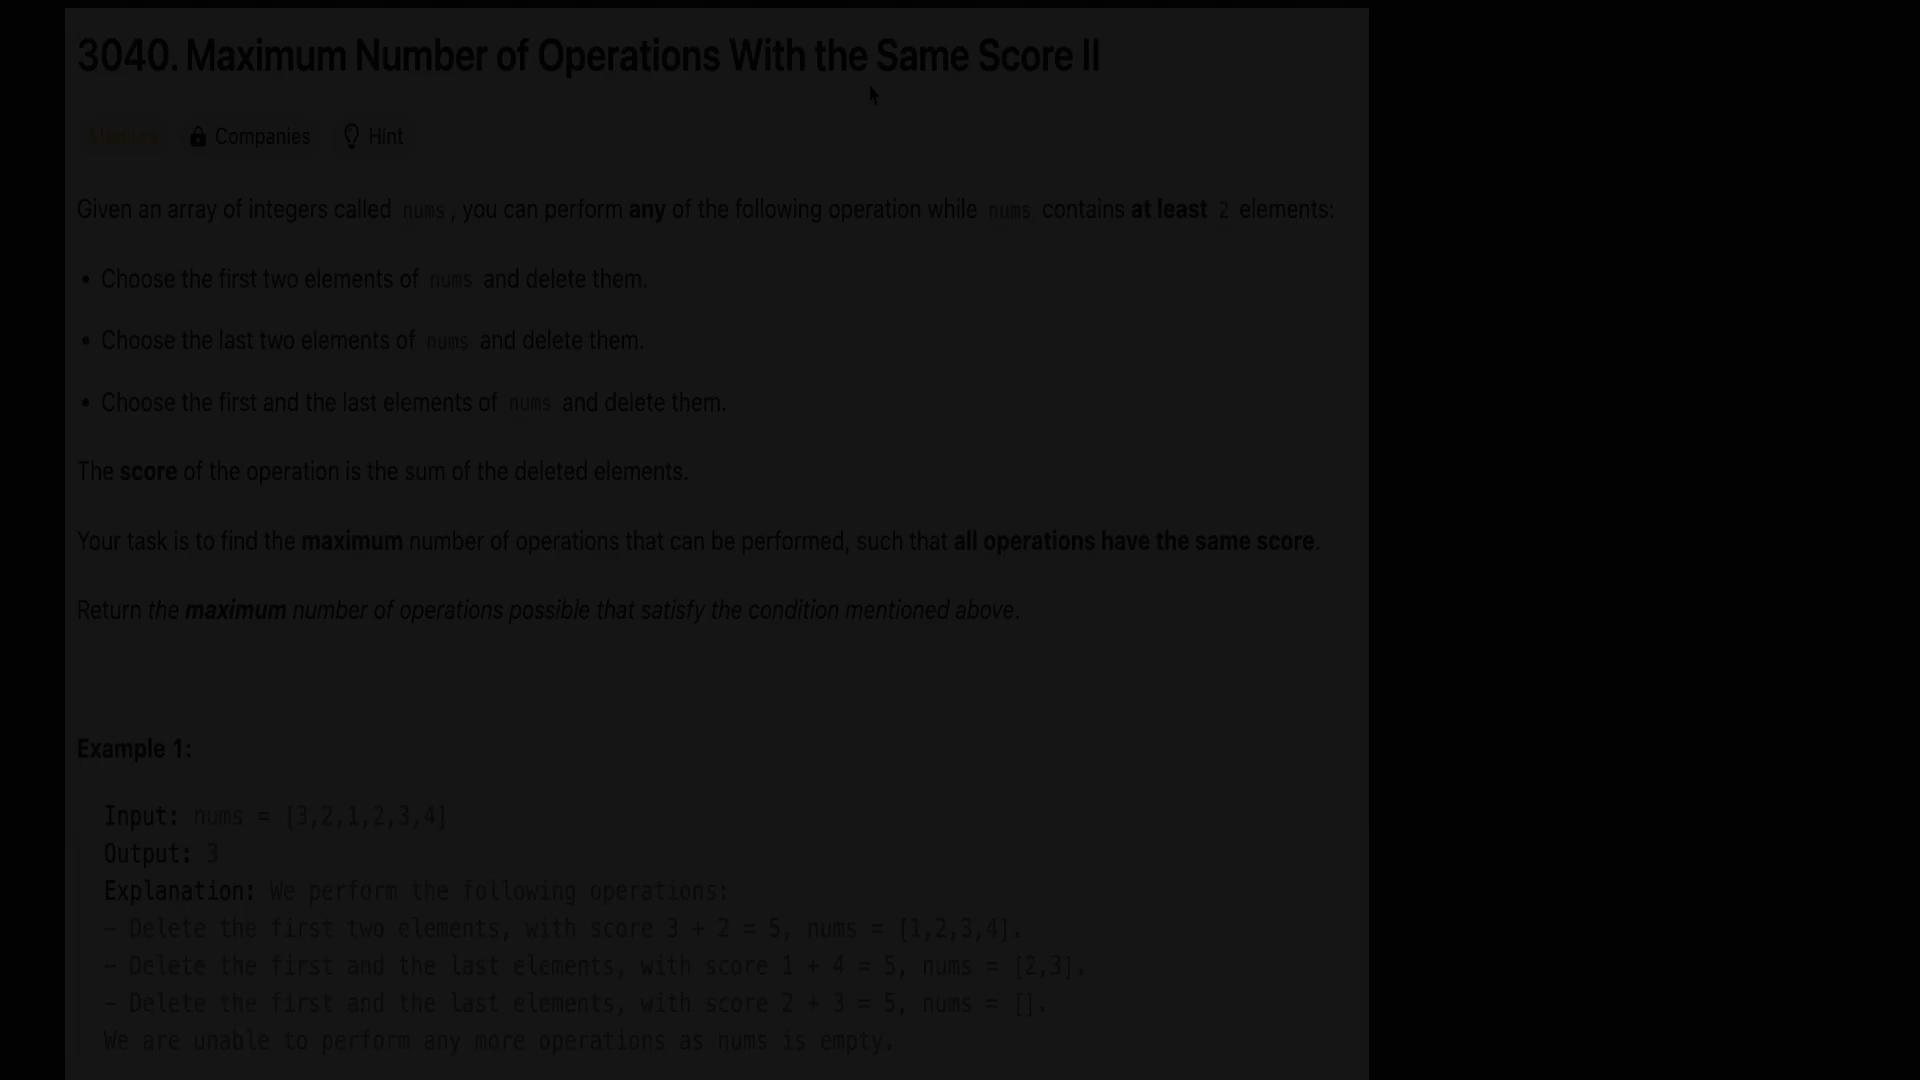 3040. Maximum Number of Operations With the Same Score II
Medium Companies Hint
Given an array of integers called nums, you can perform any of the following operation while nums contains at least 2 elements:
• Choose the first two elements of nums and delete them.
• Choose the last two elements of nums and delete them.
• Choose the first and the last elements of nums and delete them.
The score of the operation is the sum of the deleted elements.
Your task is to find the maximum number of operations that can be performed, such that all operations have the same score.
Return the maximum number of operations possible that satisfy the condition mentioned above.
Example 1:
Input: nums = [3,2,1,2,3,4]
Output: 3
Explanation: We perform the following operations:
- Delete the first two elements, with score 3 + 2 = 5, nums = [1,2,3,4].
- Delete the first and the last elements, with score 1 + 4 = 5, nums = [2,3].
- Delete the first and the last elements, with score 2 + 3 = 5, nums = [].
We are unable to perform any more operations as nums is empty.